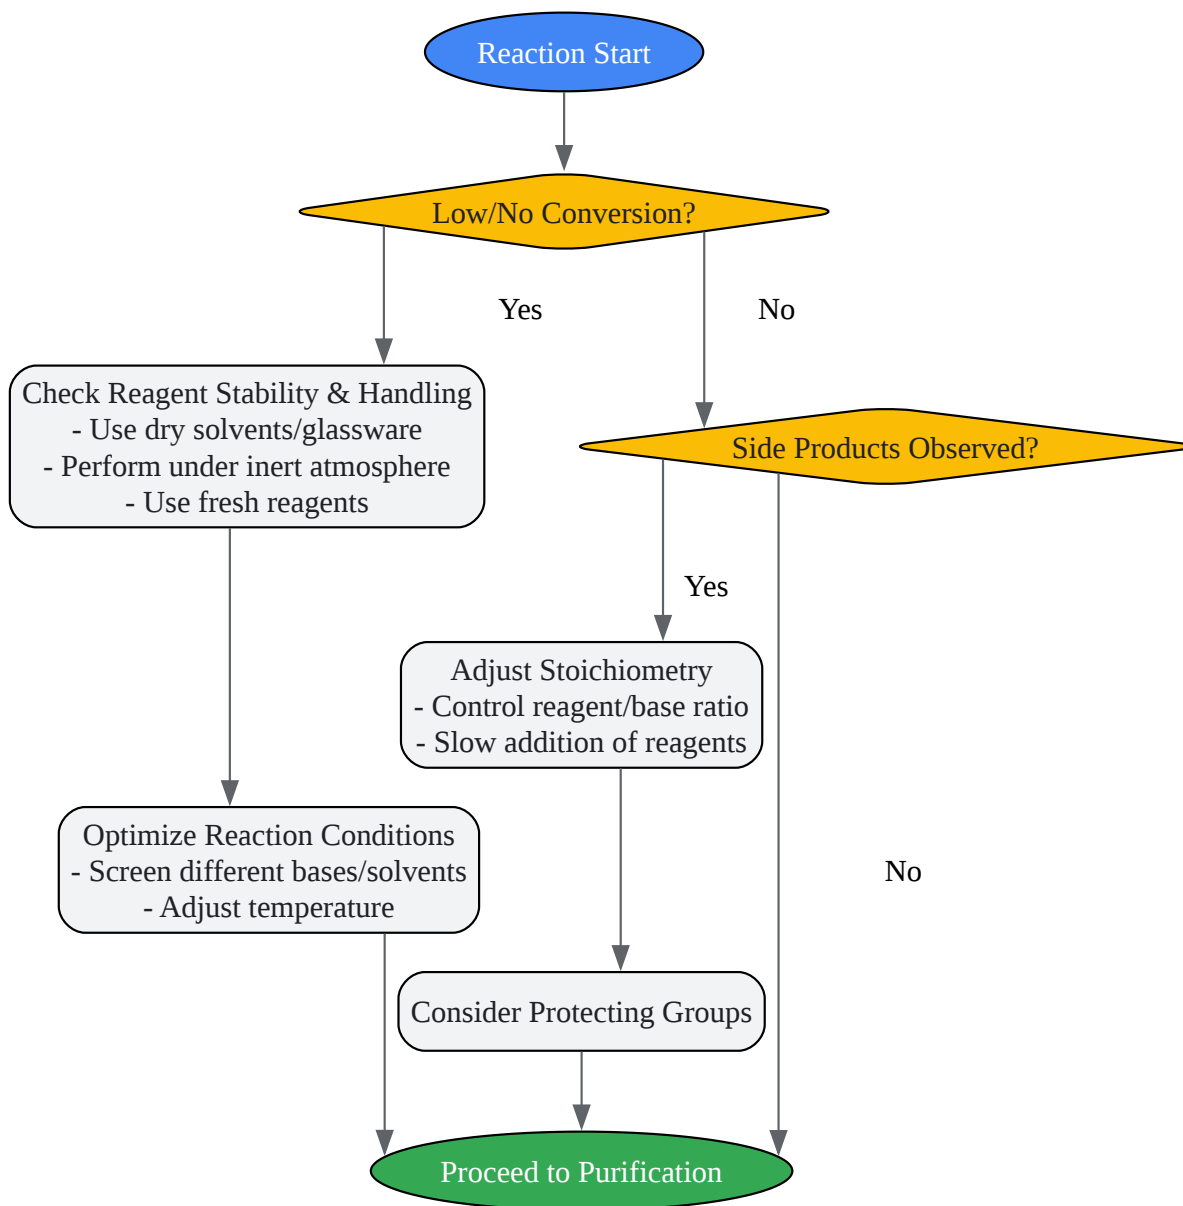 Reaction Start
Low/No Conversion?
Yes
No
Check Reagent Stability & Handling
- Use dry solvents/glassware
- Perform under inert atmosphere
- Use fresh reagents
Side Products Observed?
Yes
Adjust Stoichiometry
- Control reagent/base ratio
- Slow addition of reagents
Optimize Reaction Conditions
- Screen different bases/solvents
- Adjust temperature
No
Consider Protecting Groups
Proceed to Purification